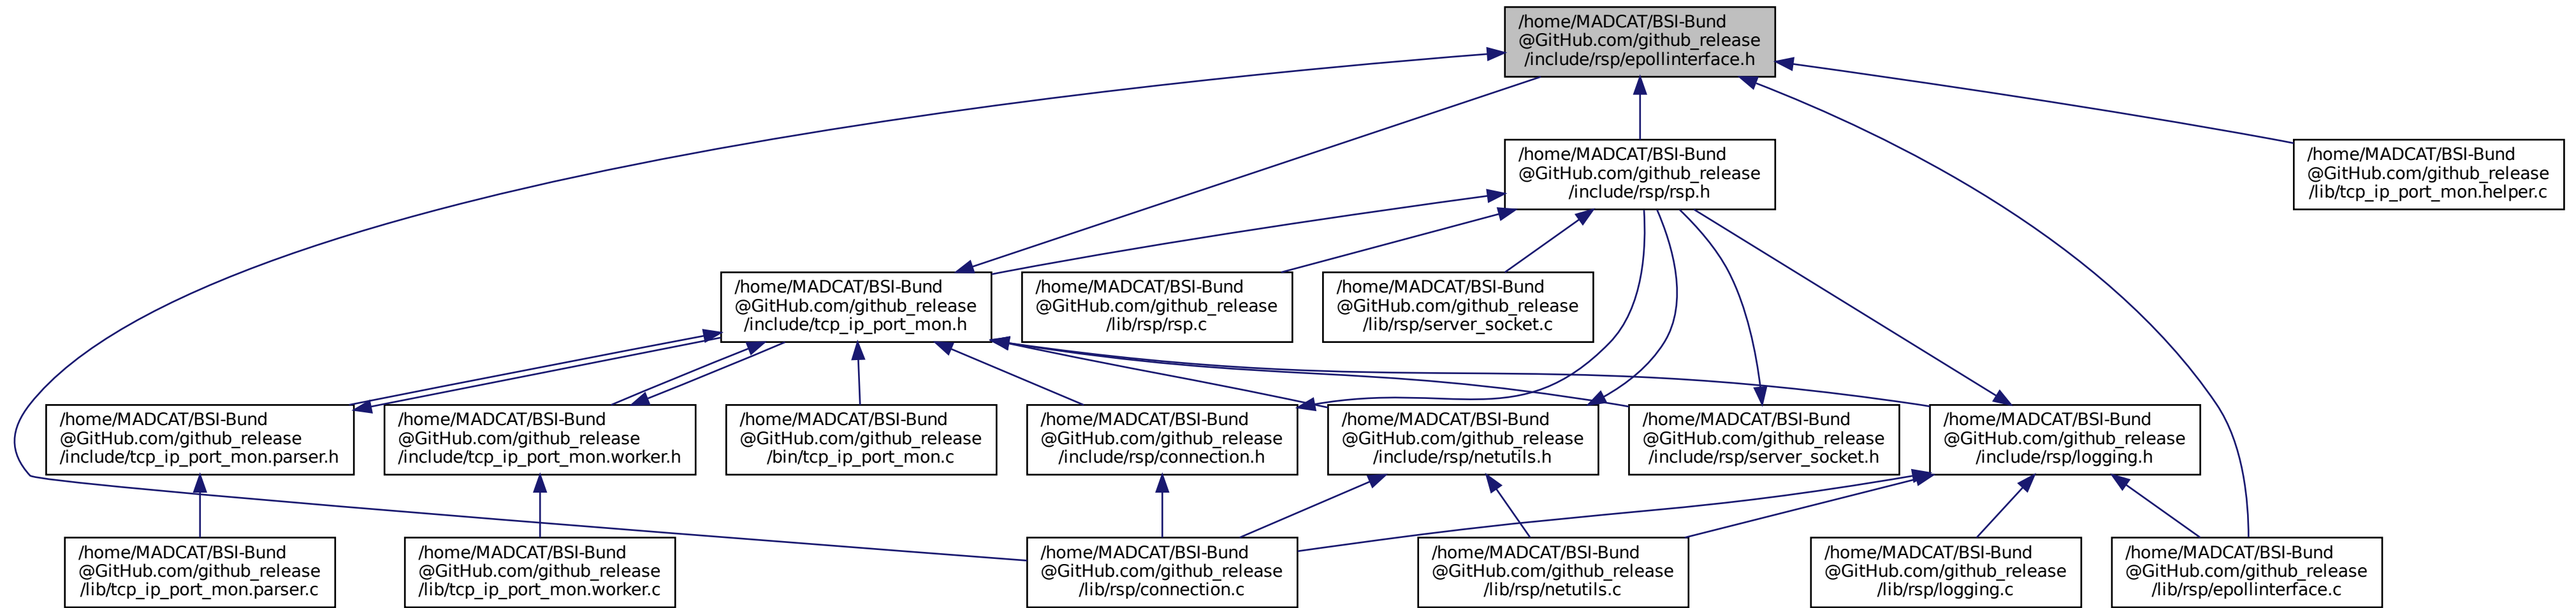 /home/MADCAT/BSI-Bund
@GitHub.com/github_release
/include/rsp/epollinterface.h
/home/MADCAT/BSI-Bund
@GitHub.com/github_release
/include/rsp/rsp.h
/home/MADCAT/BSI-Bund
@GitHub.com/github_release
/lib/tcp_ip_port_mon.helper.c
/home/MADCAT/BSI-Bund
@GitHub.com/github_release
/include/tcp_ip_port_mon.h
/home/MADCAT/BSI-Bund
@GitHub.com/github_release
/lib/rsp/rsp.c
/home/MADCAT/BSI-Bund
@GitHub.com/github_release
/lib/rsp/server_socket.c
/home/MADCAT/BSI-Bund
@GitHub.com/github_release
/include/tcp_ip_port_mon.parser.h
/home/MADCAT/BSI-Bund
@GitHub.com/github_release
/include/tcp_ip_port_mon.worker.h
/home/MADCAT/BSI-Bund
@GitHub.com/github_release
/bin/tcp_ip_port_mon.c
/home/MADCAT/BSI-Bund
@GitHub.com/github_release
/include/rsp/connection.h
/home/MADCAT/BSI-Bund
@GitHub.com/github_release
/include/rsp/netutils.h
/home/MADCAT/BSI-Bund
@GitHub.com/github_release
/include/rsp/server_socket.h
/home/MADCAT/BSI-Bund
@GitHub.com/github_release
/include/rsp/logging.h
/home/MADCAT/BSI-Bund
@GitHub.com/github_release
/lib/tcp_ip_port_mon.parser.c
/home/MADCAT/BSI-Bund
@GitHub.com/github_release
/lib/tcp_ip_port_mon.worker.c
/home/MADCAT/BSI-Bund
@GitHub.com/github_release
/lib/rsp/connection.c
/home/MADCAT/BSI-Bund
@GitHub.com/github_release
/lib/rsp/netutils.c
/home/MADCAT/BSI-Bund
@GitHub.com/github_release
/lib/rsp/logging.c
/home/MADCAT/BSI-Bund
@GitHub.com/github_release
/lib/rsp/epollinterface.c